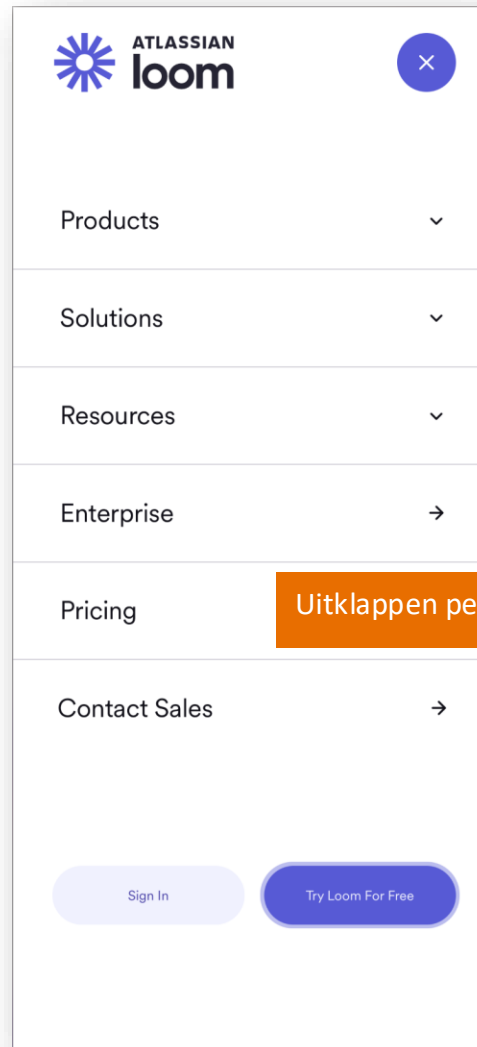 ATLASSIAN
loom
Products
Solutions
Resources
Enterprise
Pricing
Uitklappen pe
Contact Sales
Sign In
Try Loom For Free